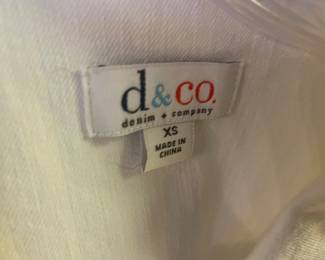 d&co.
denim + company
XS
MADE IN
CHINA